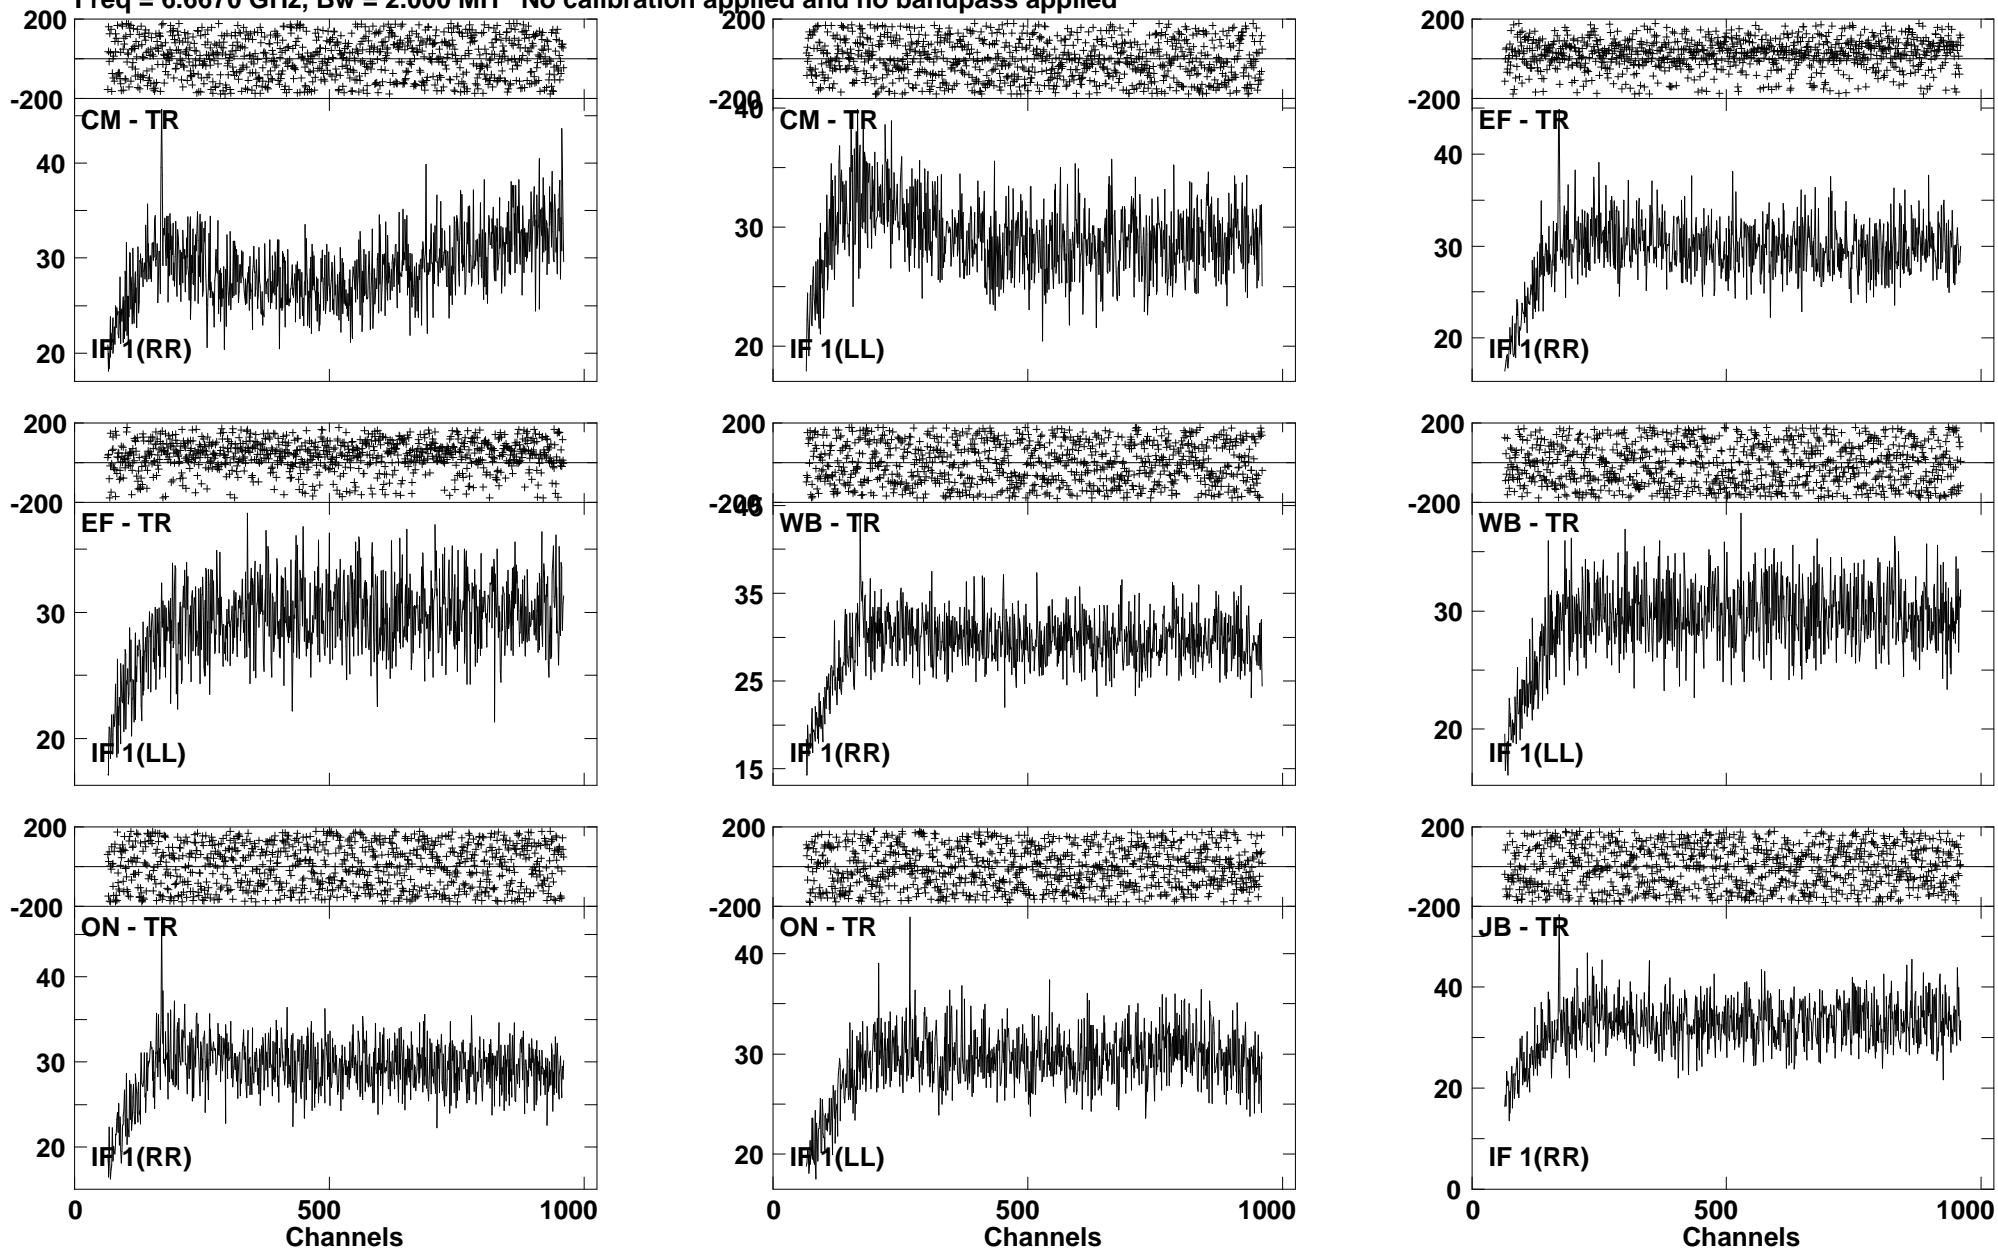 Freq = 6.6670 GHz, Bw = 2.000 MH No calibration applied and no bandpass applied
200 200 200
-200 -200 -200
CM - TR CM - TR EF - TR
40 40 40
30 30 30
20 20 20
IF 1(RR) IF 1(LL) IF 1(RR)
200 200 200
-200 -200 -200
EF - TR WB - TR WB - TR
45
35
30 30
25
20 20
15
IF 1(LL) IF 1(RR) IF 1(LL)
200 200 200
-200 -200 -200
ON - TR ON - TR JB - TR
40 40 40
30 30
20 20 20
IF 1(RR) IF 1(LL) IF 1(RR)
0
0 500 1000 0 500 1000 0 500 1000
Channels Channels Channels